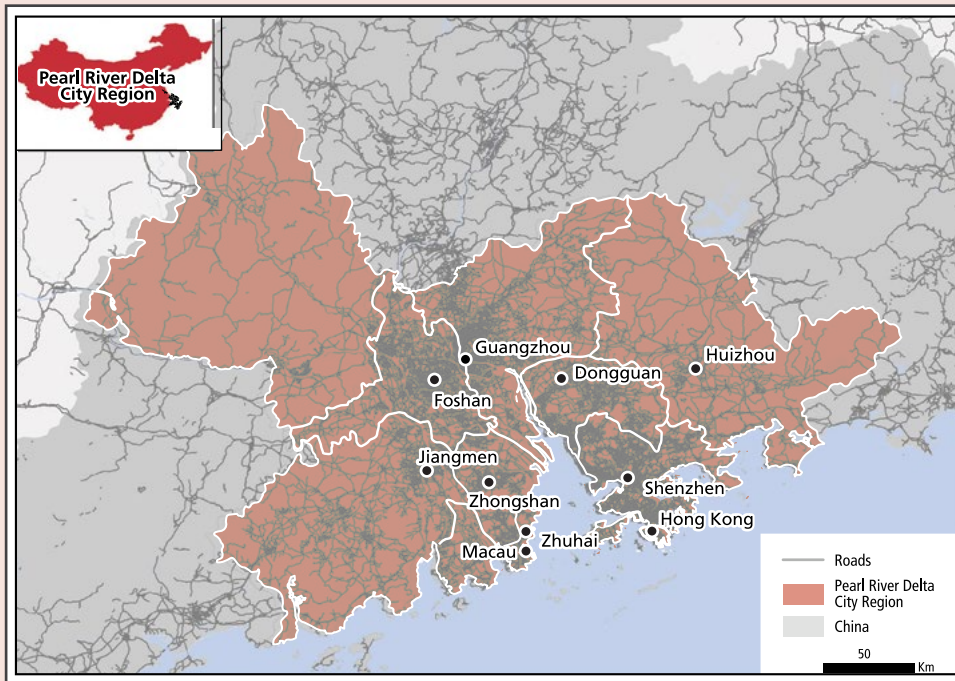 Pearl River Delta
City Region
Guangzhou
Huizhou
Dongguan
Foshan
Jiangmen
Zhongshan
Shenzhen
Hong Kong
Zhuhai
Macau
Roads
Pearl River Delta
City Region
China
50
Km